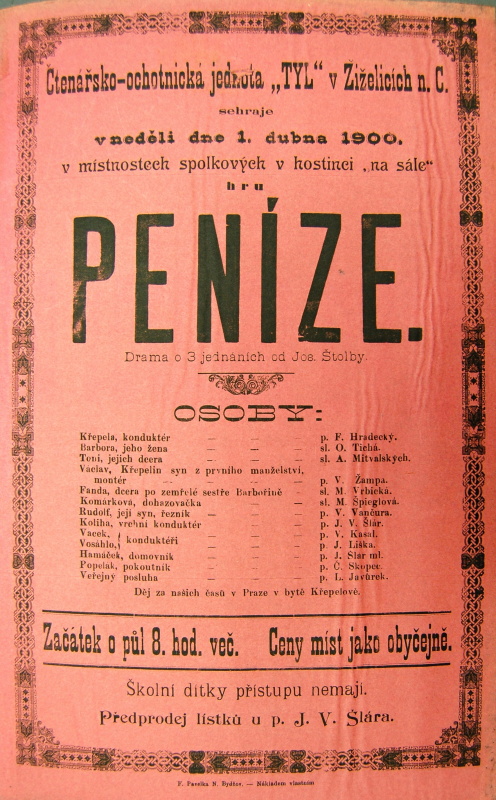 Čtenářsko-ochotnická jednota „TYL" v Žiželicích n. C.
sehraje
v neděli dne 1. dubna 1900.
v místnostech spolkových v hostinci „na sále"
hru
PENÍZE.
Drama o 3 jednáních od Jos. Štolby.
OSOBY:
Křepela, konduktér — — — p. F. Hradecký.
Barbora, jeho žena — — — sl. O. Tichá.
Toni, jejich dcera — — — sl. A. Mitvalských.
Václav, Křepelin syn z prvního manželství,
montér — — — p. V. Žampa.
Fanda, dcera po zemřelé sestře Barbořině — sl. M. Vrbická.
Komárková, dohazovačka — — — sl. M. Špieglová.
Rudolf, její syn, řezník — — — p. V. Vančura.
Koliha, vrchní konduktér — — p. J. V. Šlár.
Vacek, — — — p. V. Kasal.
Vosáhlo, } konduktéři — — — p. J. Liška.
Hamáček, domovník — — — p. J. Šlár ml.
Popelák, pokoutník — — — p. Č. Skopec.
Veřejný posluha — — — p. L. Javůrek.
Děj za našich časů v Praze v bytě Křepelově.
Začátek o půl 8. hod. več. Ceny míst jako obyčejně.
Školní dítky přístupu nemají.
Předprodej lístků u p. J. V. Šlára.
F. Pavelka N. Bydžov. — Nákladem vlastním